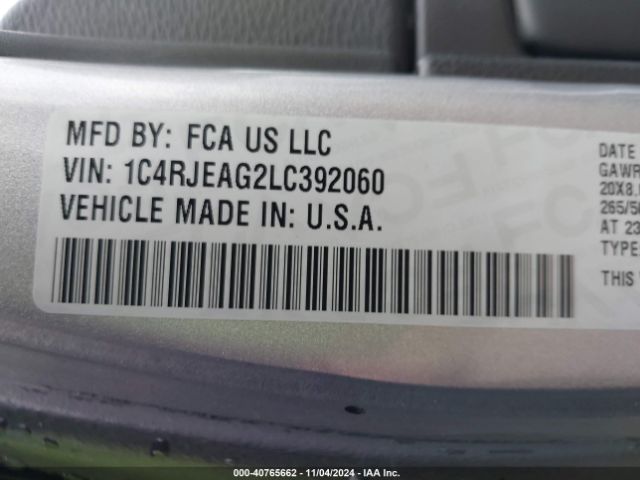 MFD BY: FCA US LLC
VIN: 1C4RJEAG2LC392060
VEHICLE MADE IN: U.S.A.
DATE
GAWR
20X8.
265/50
AT 23
TYPE
THIS
000-40765662 - 11/04/2024 - IAA Inc.